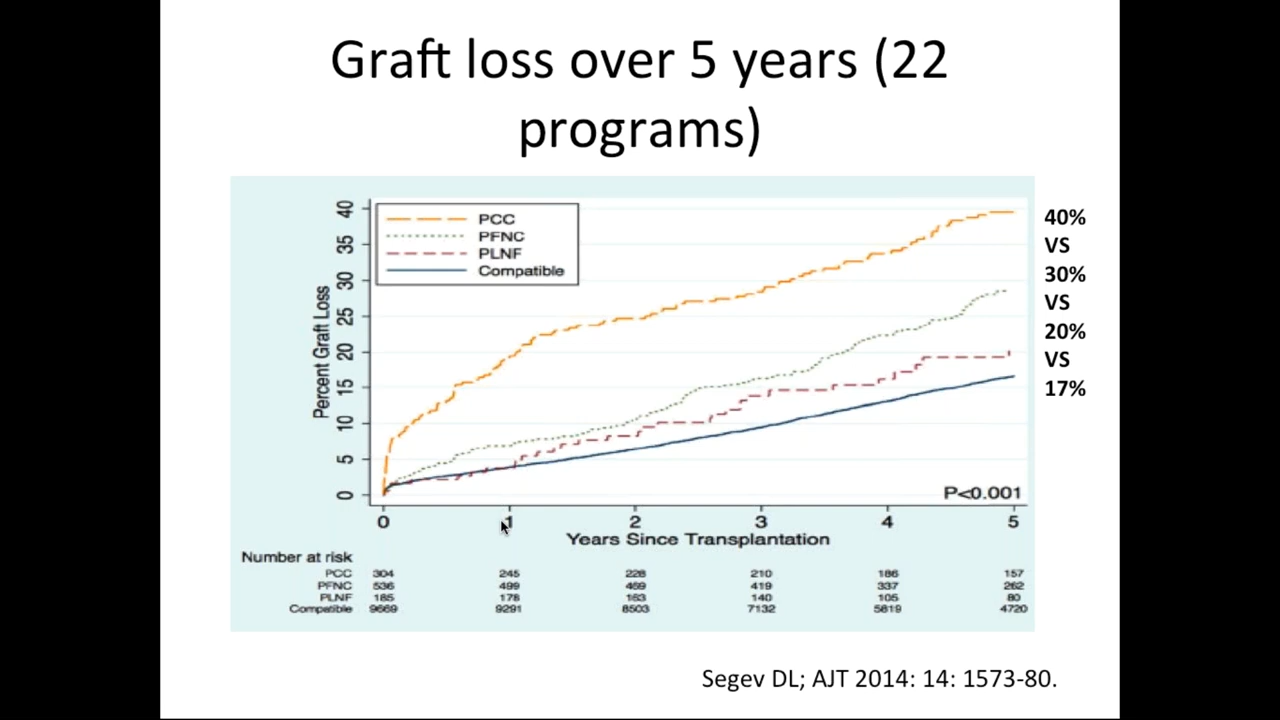 Graft loss over 5 years (22
programs)
PCC
PFNC
PLNF
Compatible
Percent Graft Loss
40
35
30
25
20
15
10
5
0
40%
VS
30%
VS
20%
VS
17%
P<0.001
0 1 2 3 4 5
Years Since Transplantation
Number at risk
PCC 304 245 228 210 186 157
PFNC 536 499 469 419 337 262
PLNF 185 178 163 140 105 80
Compatible 9669 9291 8503 7132 5819 4720
Segev DL; AJT 2014: 14: 1573-80.